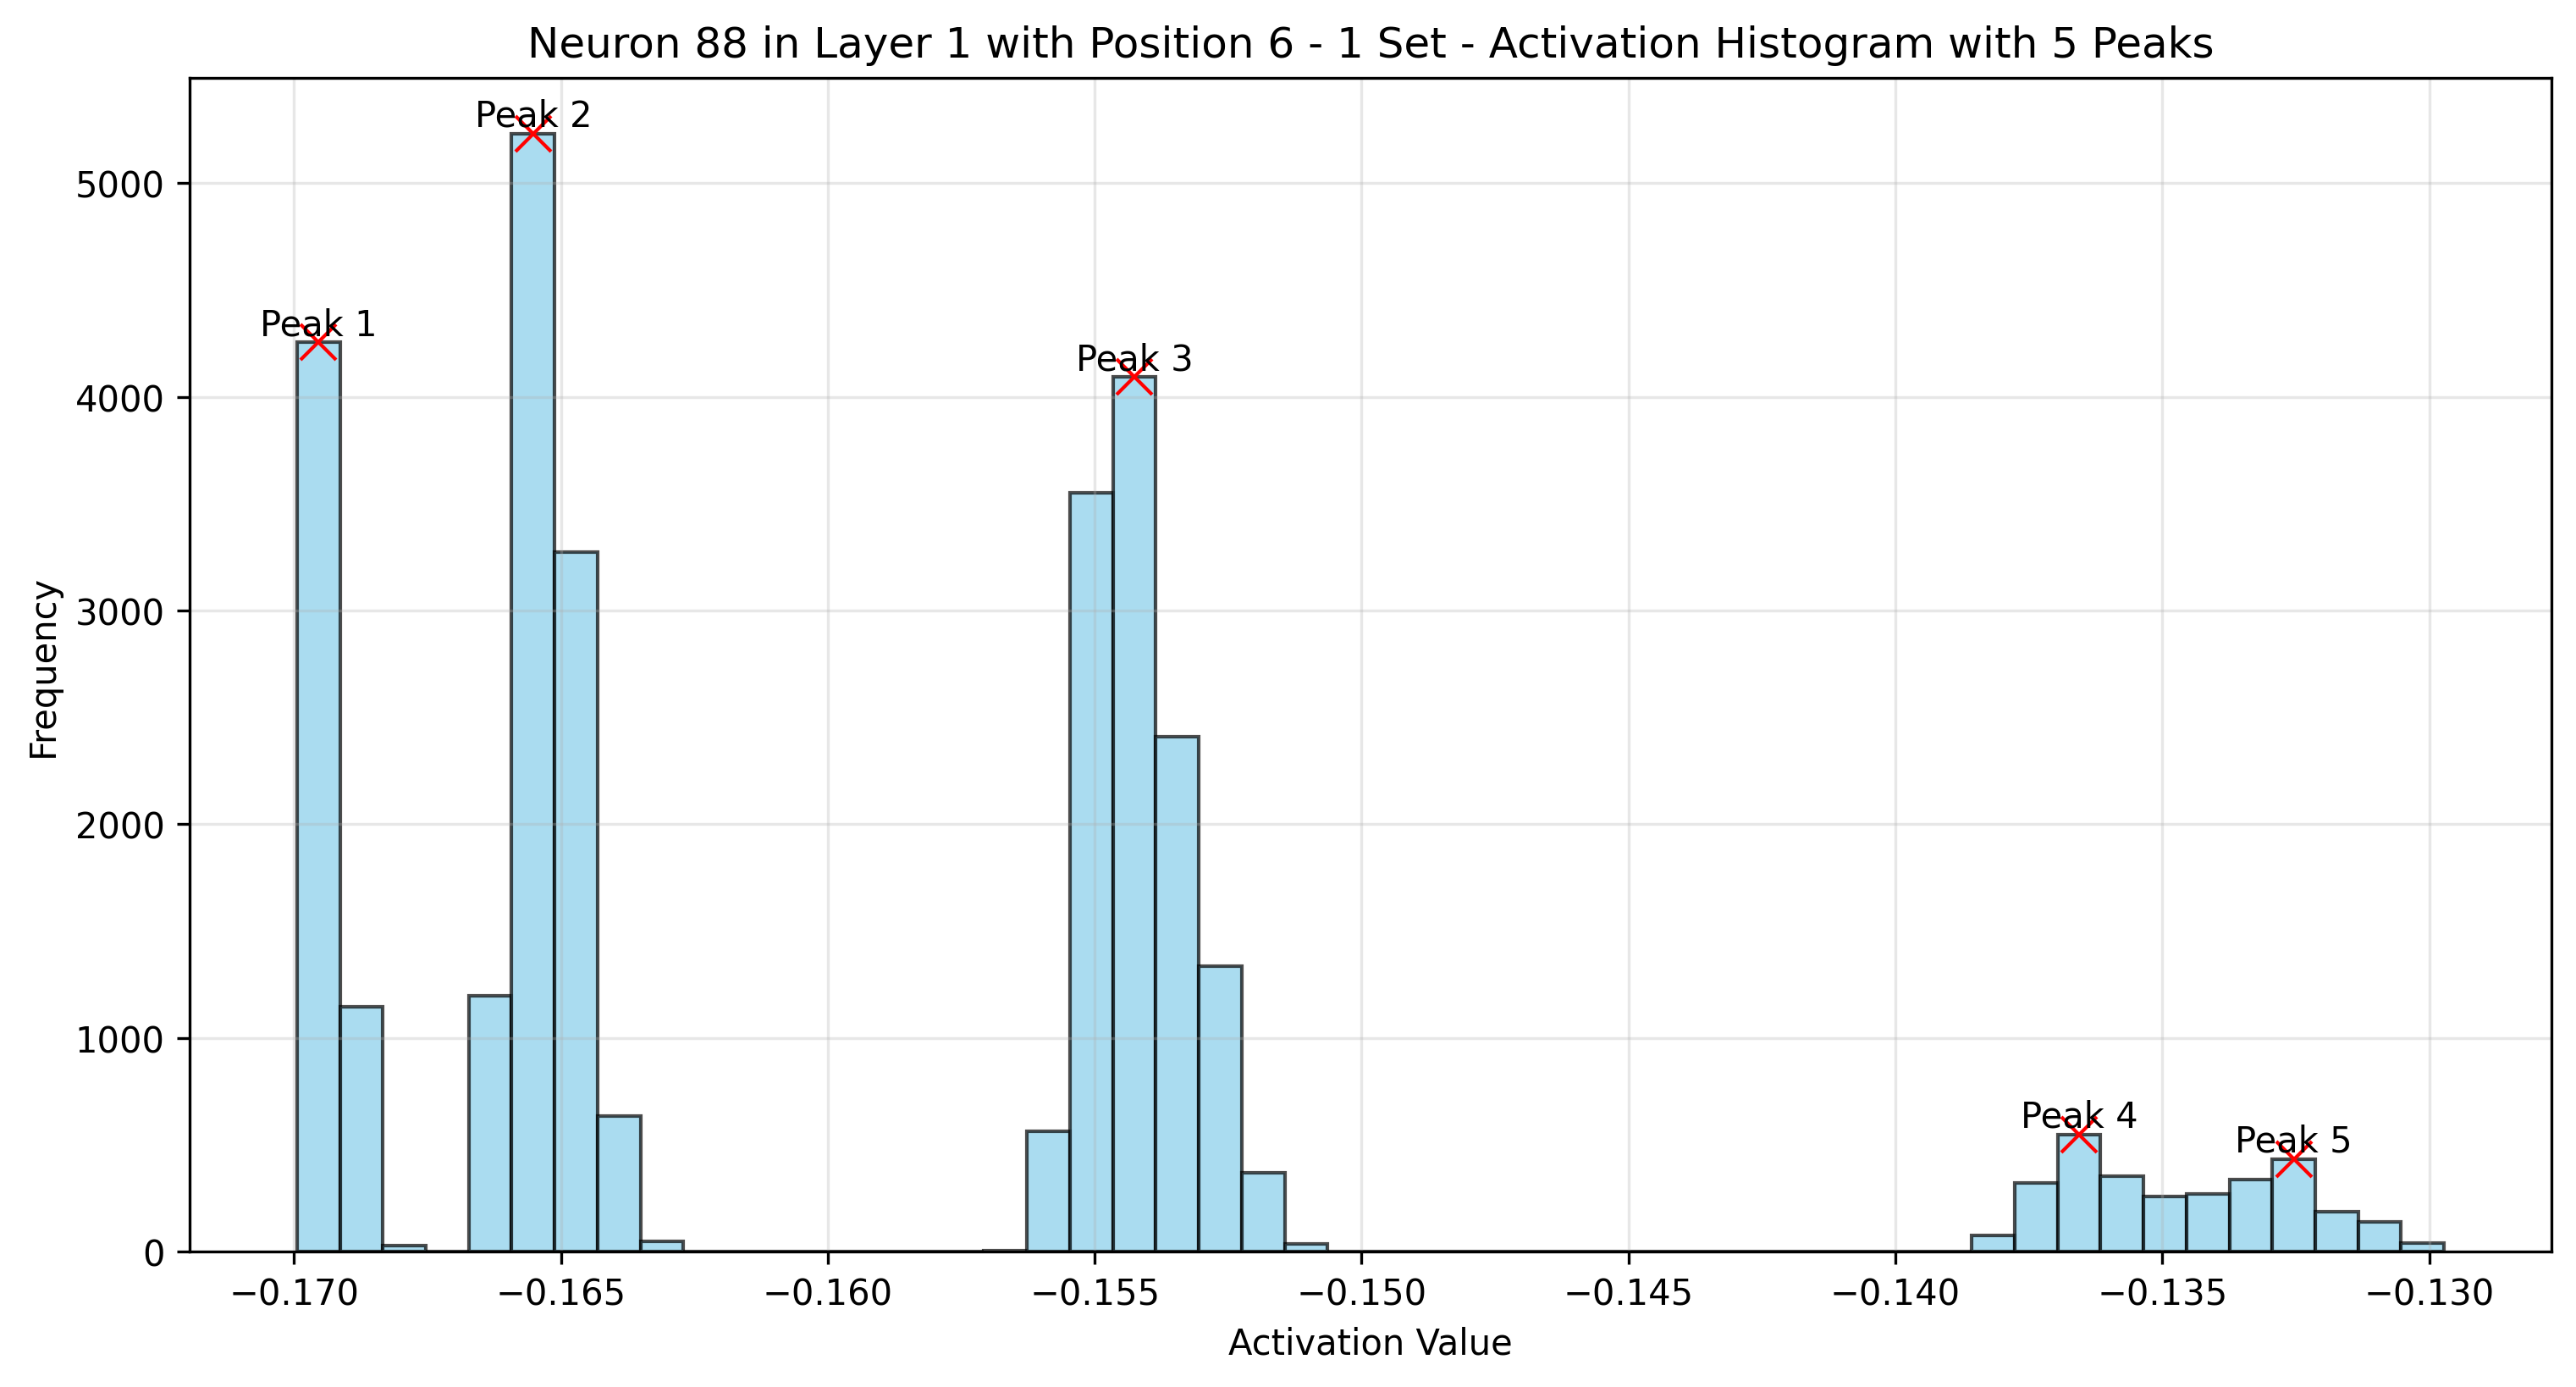 Neuron 88 in Layer 1 with Position 6 - 1 Set - Activation Histogram with 5 Peaks
Peak 2
5000
Peak 1
4000
Peak 3
3000
Frequency
2000
1000
Peak 4
Peak 5
0
−0.170 −0.165 −0.160 −0.155 −0.150 −0.145 −0.140 −0.135 −0.130
Activation Value